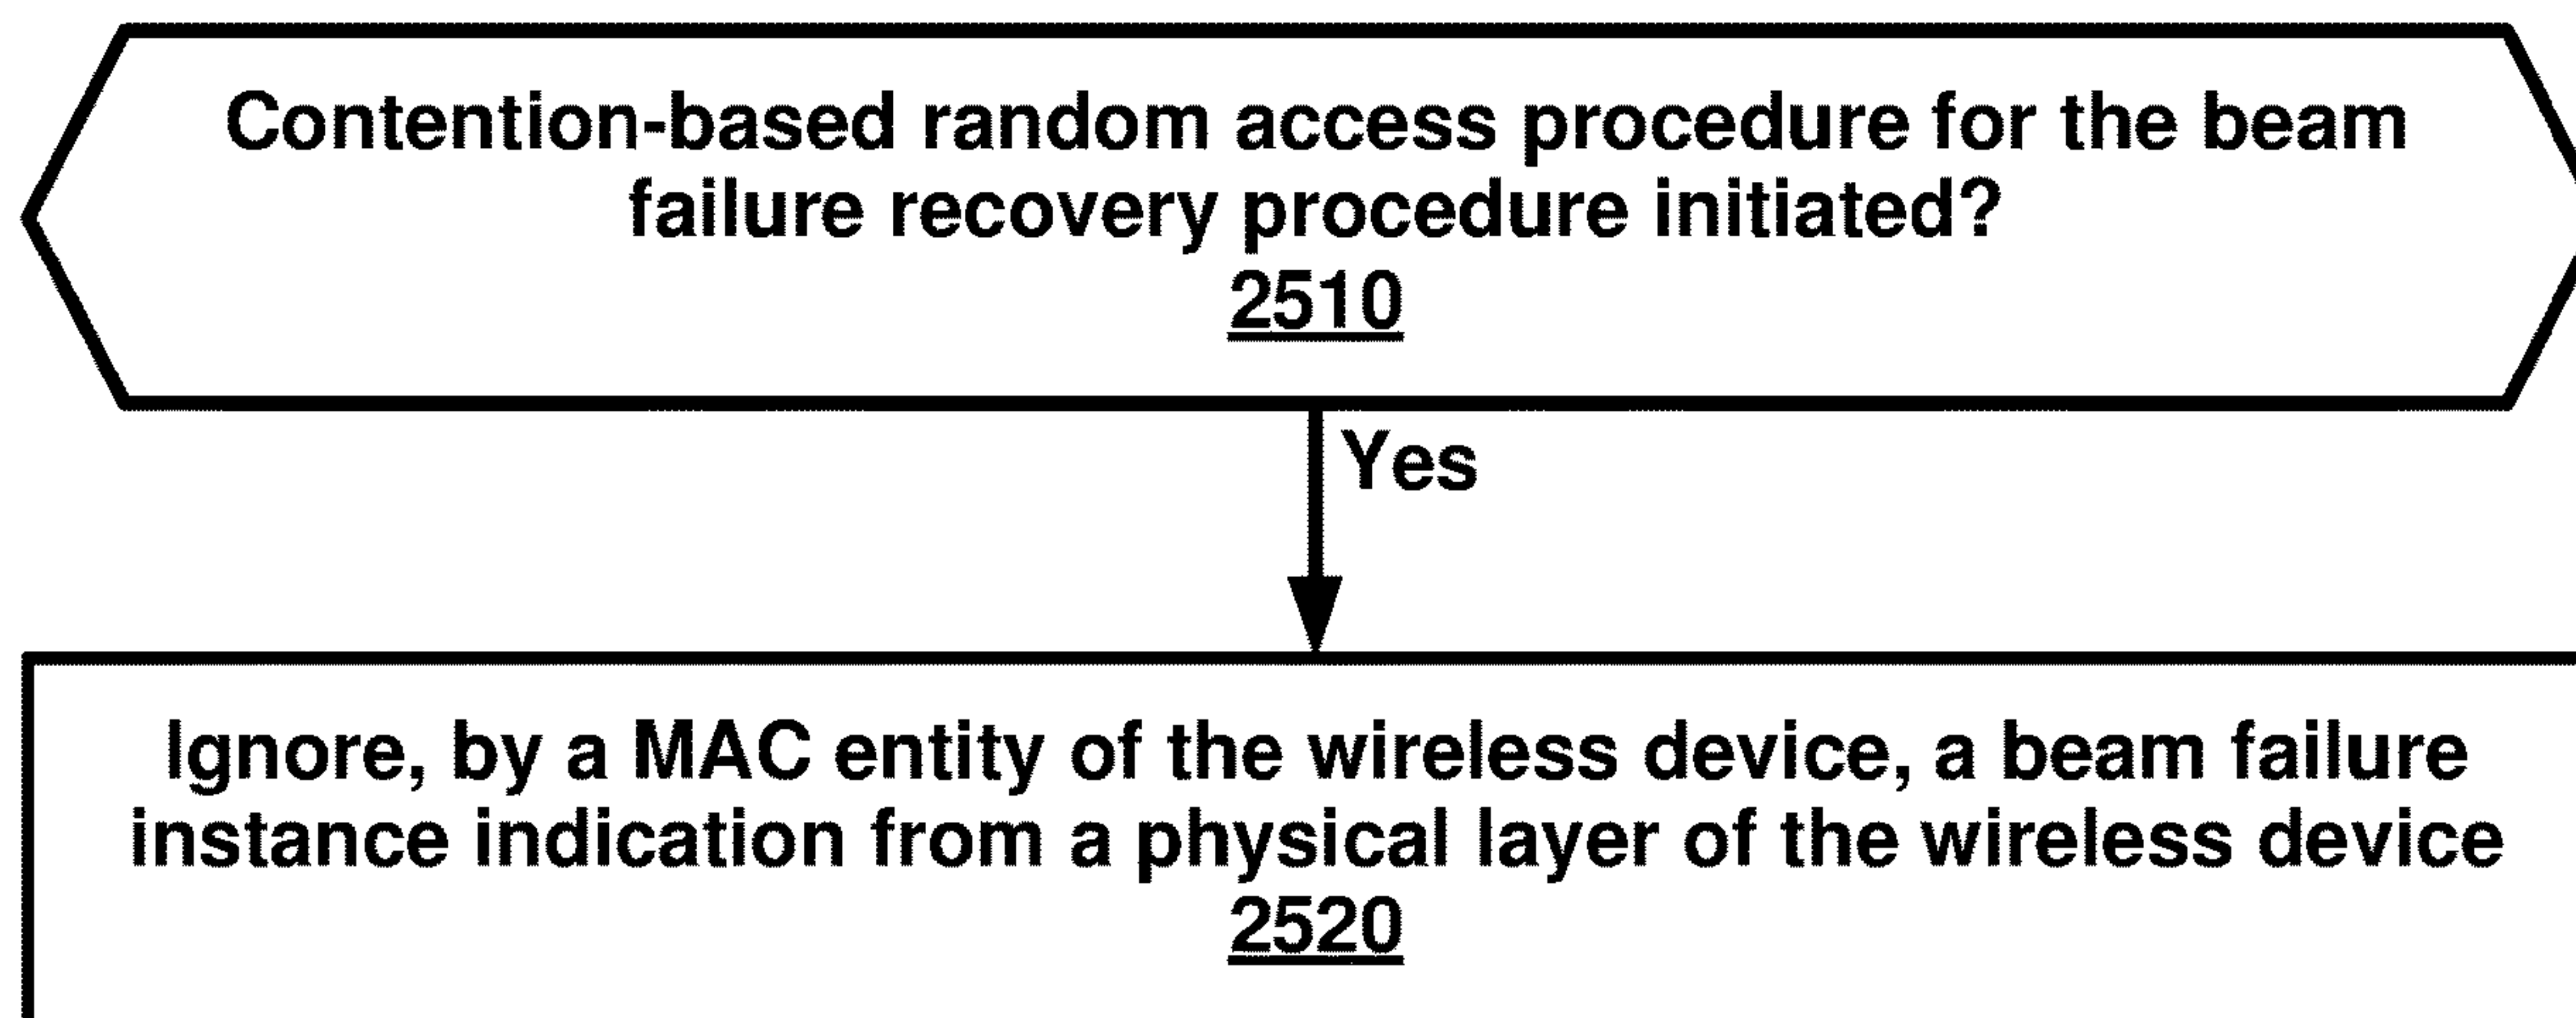 Contention-based random access procedure for the beam
failure recovery procedure initiated?
2510
Yes
Ignore, by a MAC entity of the wireless device, a beam failure
instance indication from a physical layer of the wireless device
2520